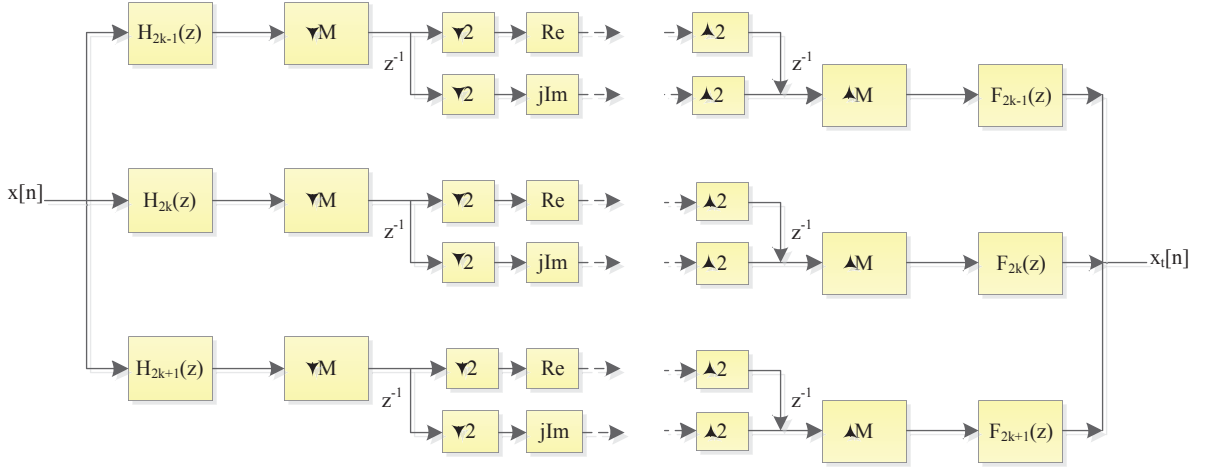 H2k-1(z) ▼M ▼2 Re ▲2
z-1 z-1
▼2 jIm ▲2 ▲M F2k-1(z)
x[n] H2k(z) ▼M ▼2 Re ▲2
z-1 z-1
▼2 jIm ▲2 ▲M F2k(z) xt[n]
H2k+1(z) ▼M ▼2 Re ▲2
z-1 z-1
▼2 jIm ▲2 ▲M F2k+1(z)